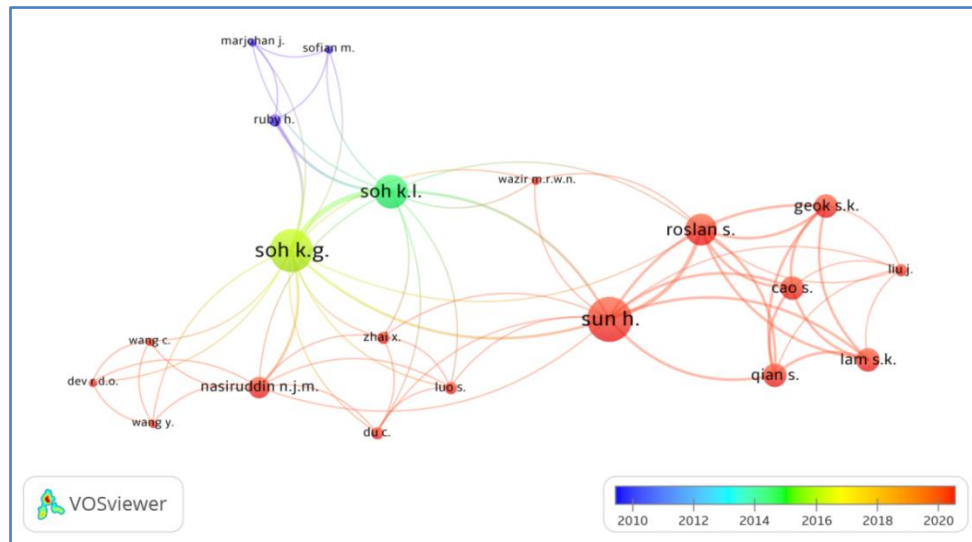 marjohan j.
sofian m.
ruby h.
soh k.l.
wazir m.r.w.n.
geok s.k.
roslan s.
soh k.g.
liu j.
cao s.
sun h.
zhai x.
wang c.
lam s.k.
qian s.
dev r.d.o.
nasiruddin n.j.m.
luo s.
wang y.
du c.
VOSviewer
2010 2012 2014 2016 2018 2020